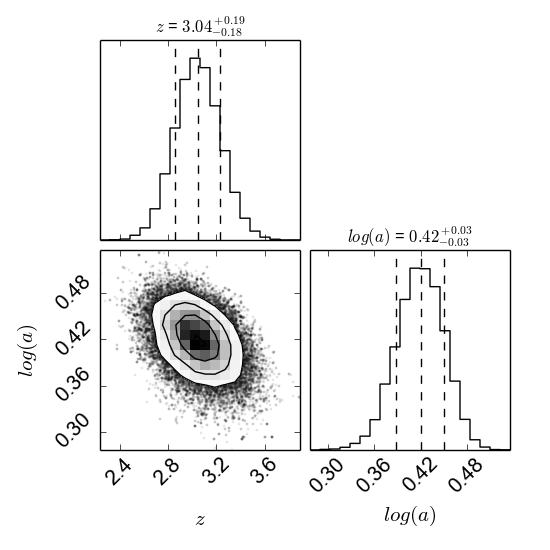 z = 3.04+0.19−0.18
log(a) = 0.42+0.03−0.03
log(a)
0.48
0.42
0.36
0.30
2.4 2.8 3.2 3.6
0.30 0.36 0.42 0.48
z
log(a)